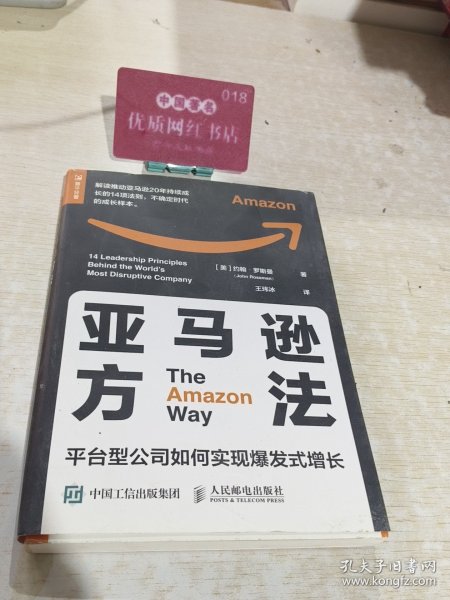 018
中国著名
优质网红书店
Amazon
解读推动亚马逊20年持续成
长的14项法则，不确定时代
的成长样本。
14 Leadership Principles
Behind the World's
Most Disruptive Company
[美]约翰·罗斯曼 著
(John Rossman)
王玮冰 译
亚马逊
方法
The
Amazon
Way
平台型公司如何实现爆发式增长
中国工信出版集团
人民邮电出版社
POSTS & TELECOM PRESS
孔夫子旧书网
www.kongfz.com